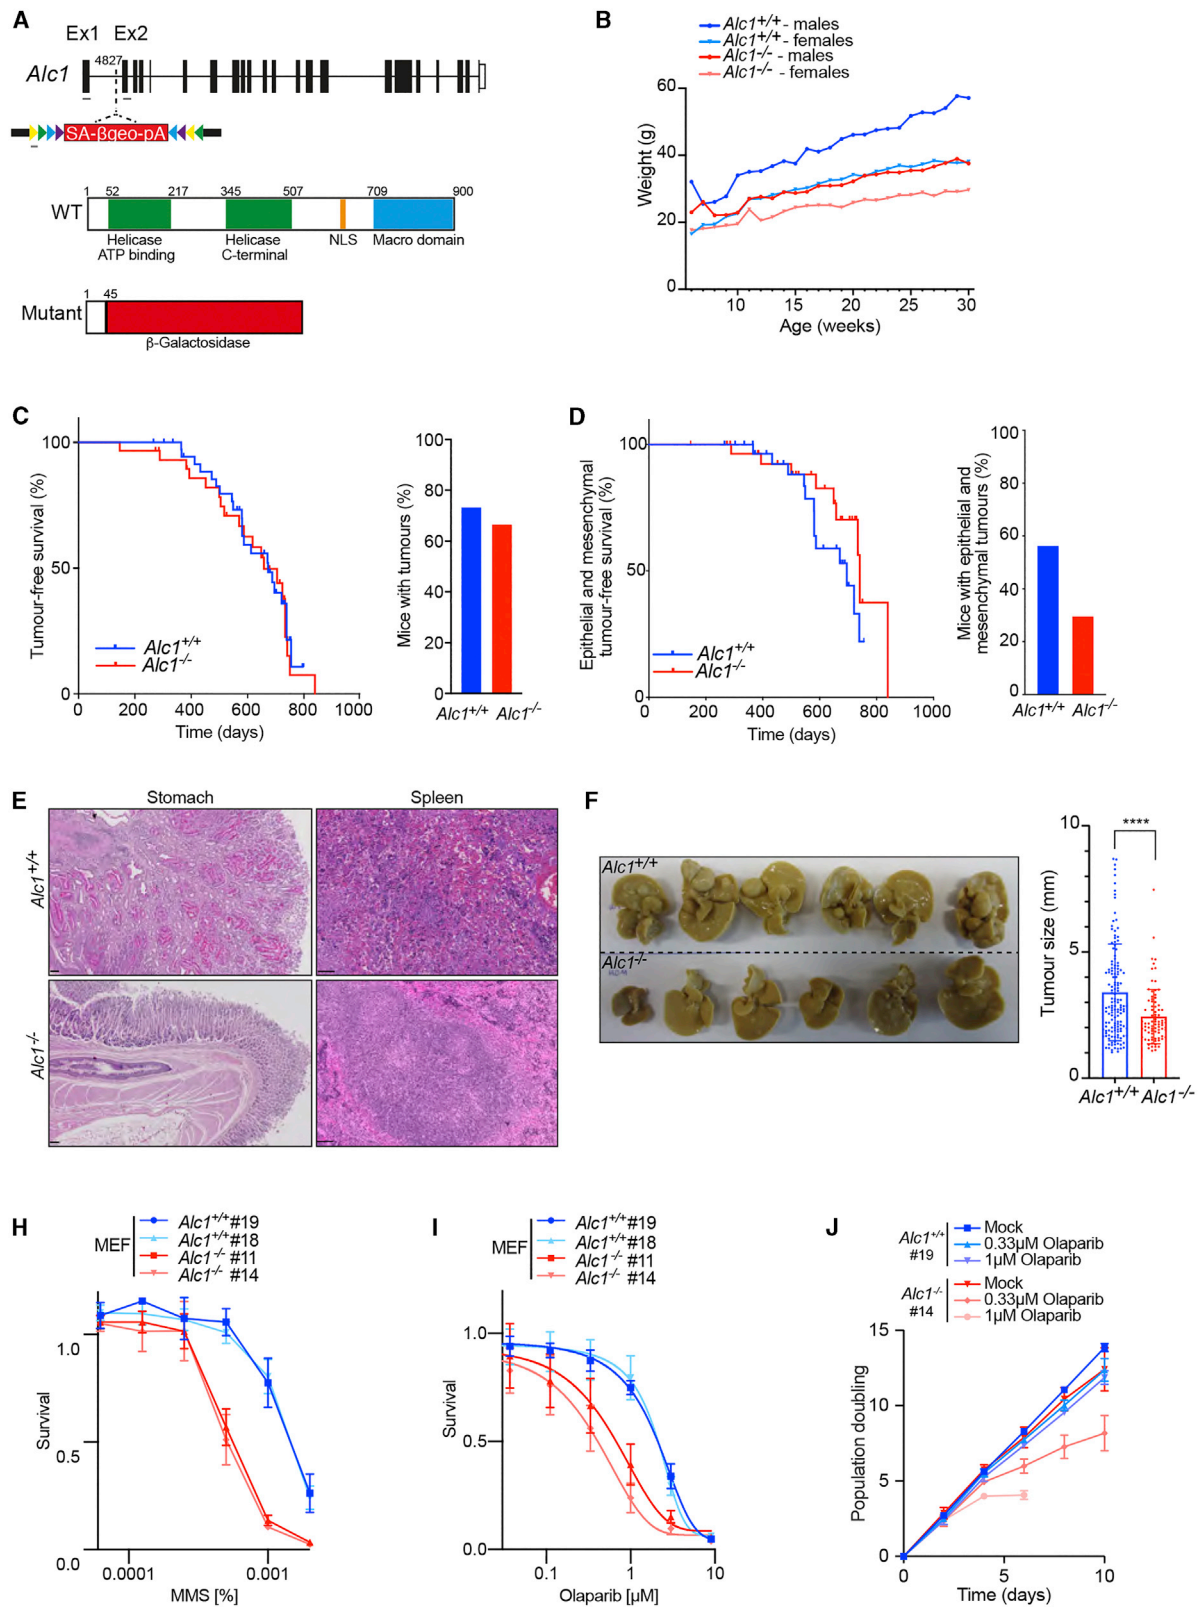 A
Ex1 Ex2
4827
Alc1
SA-βgeo-pA
1 52 217 345 507 709 900
WT
Helicase ATP binding
Helicase C-terminal
NLS
Macro domain
1 45
Mutant
β-Galactosidase
B
Alc1+/+ - males
Alc1+/+ - females
Alc1-/- - males
Alc1-/- - females
Weight (g)
60
40
20
0
10 15 20 25 30
Age (weeks)
C
Tumour-free survival (%)
100
50
0
Alc1+/+
Alc1-/-
0 200 400 600 800 1000
Time (days)
Mice with tumours (%)
100
80
60
40
20
0
Alc1+/+ Alc1-/-
D
Epithelial and mesenchymal
tumour-free survival (%)
100
50
0
Alc1+/+
Alc1-/-
0 200 400 600 800 1000
Time (days)
Mice with epithelial and
mesenchymal tumours (%)
100
80
60
40
20
0
Alc1+/+ Alc1-/-
E
Stomach Spleen
Alc1+/+
Alc1-/-
F
Alc1+/+
Alc1-/-
Tumour size (mm)
10
5
0
****
Alc1+/+ Alc1-/-
H
MEF
Alc1+/+ #19
Alc1+/+ #18
Alc1-/- #11
Alc1-/- #14
Survival
1.0
0.5
0.0
0.0001 0.001
MMS [%]
I
MEF
Alc1+/+ #19
Alc1+/+ #18
Alc1-/- #11
Alc1-/- #14
Survival
1.0
0.5
0.0
0.1 1 10
Olaparib [µM]
J
Alc1+/+
#19
Mock
0.33µM Olaparib
1µM Olaparib
Alc1-/-
#14
Mock
0.33µM Olaparib
1µM Olaparib
Population doubling
15
10
5
0
0 5 10
Time (days)